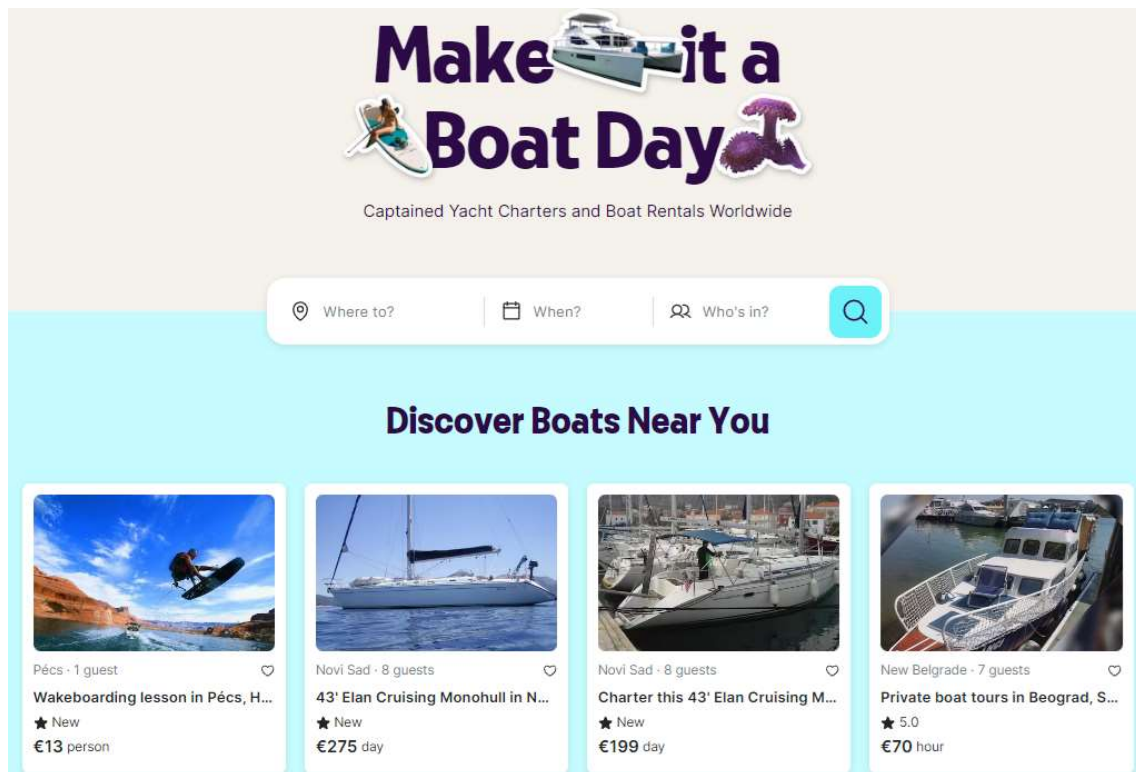 Make it a
Boat Day
Captained Yacht Charters and Boat Rentals Worldwide
Where to?
When?
Who's in?
Discover Boats Near You
Pécs · 1 guest
Wakeboarding lesson in Pécs, H...
New
€13 person
Novi Sad · 8 guests
43' Elan Cruising Monohull in N...
New
€275 day
Novi Sad · 8 guests
Charter this 43' Elan Cruising M...
New
€199 day
New Belgrade · 7 guests
Private boat tours in Beograd, S...
5.0
€70 hour